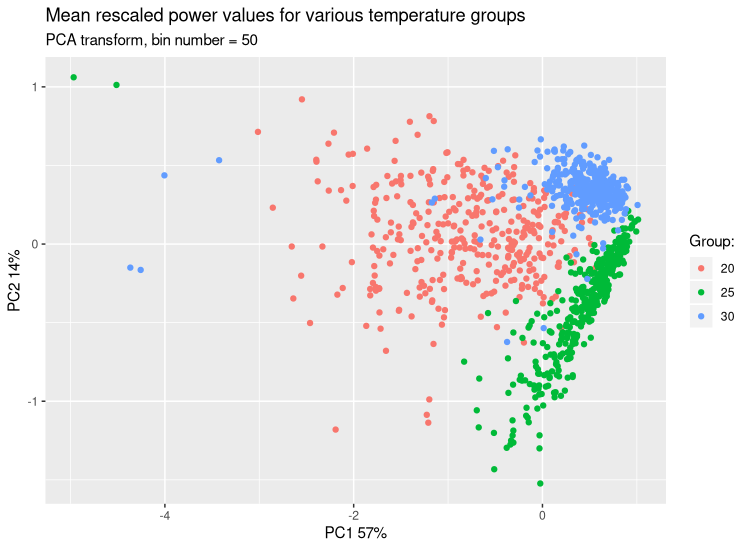 Mean rescaled power values for various temperature groups
PCA transform, bin number = 50
1
0
-1
PC2 14%
-4
-2
0
PC1 57%
Group:
20
25
30